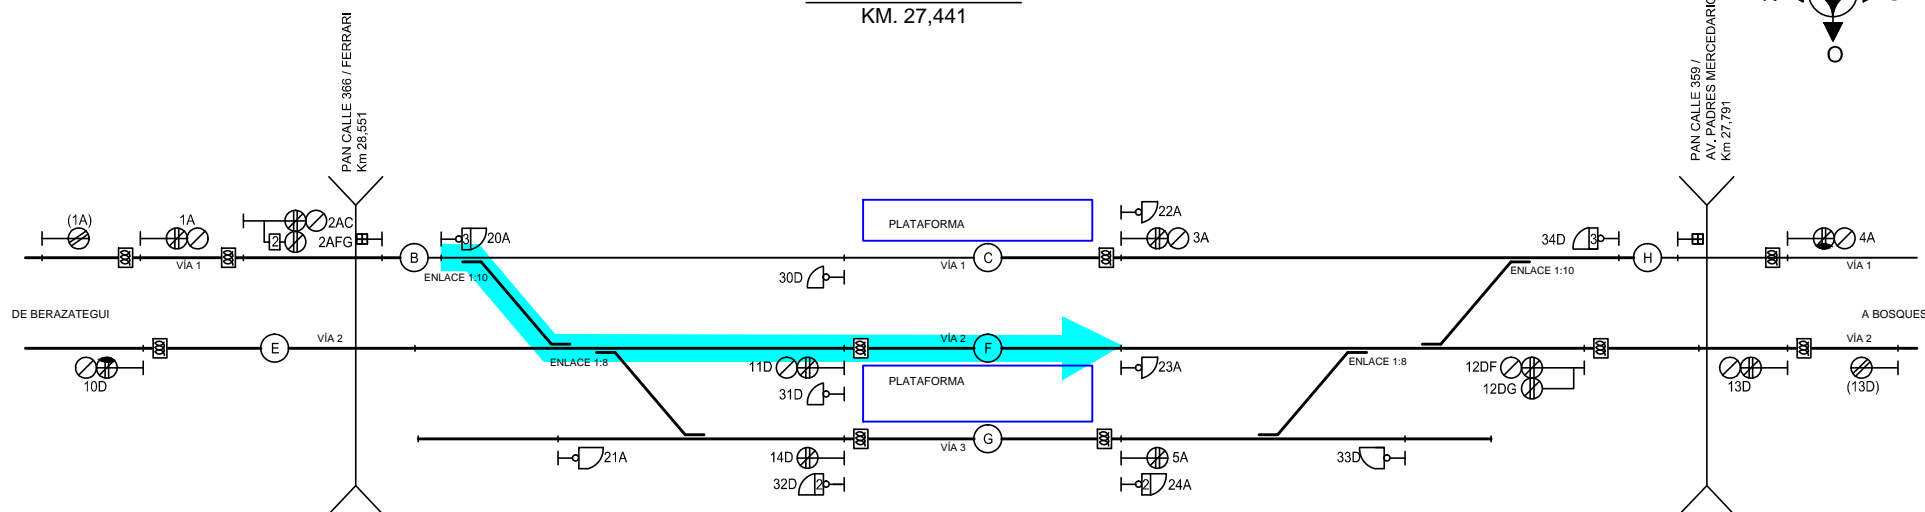 KM. 27,441
O
PAN CALLE 366 / FERRARI
Km 28,551
PAN CALLE 359 /
AV. PADRES MERCEDARIO
Km 27,791
(1A)
1A
2AC
2
2AFG
3
20A
PLATAFORMA
22A
3A
34D
3
4A
VÍA 1
B
ENLACE 1:10
30D
VÍA 1
C
ENLACE 1:10
H
VÍA 1
DE BERAZATEGUI
A BOSQUES
E
VÍA 2
VÍA 2
F
VÍA 2
10D
ENLACE 1:8
11D
31D
PLATAFORMA
23A
ENLACE 1:8
12DF
12DG
13D
(13D)
21A
14D
32D
2
VÍA 3
G
5A
2
24A
33D